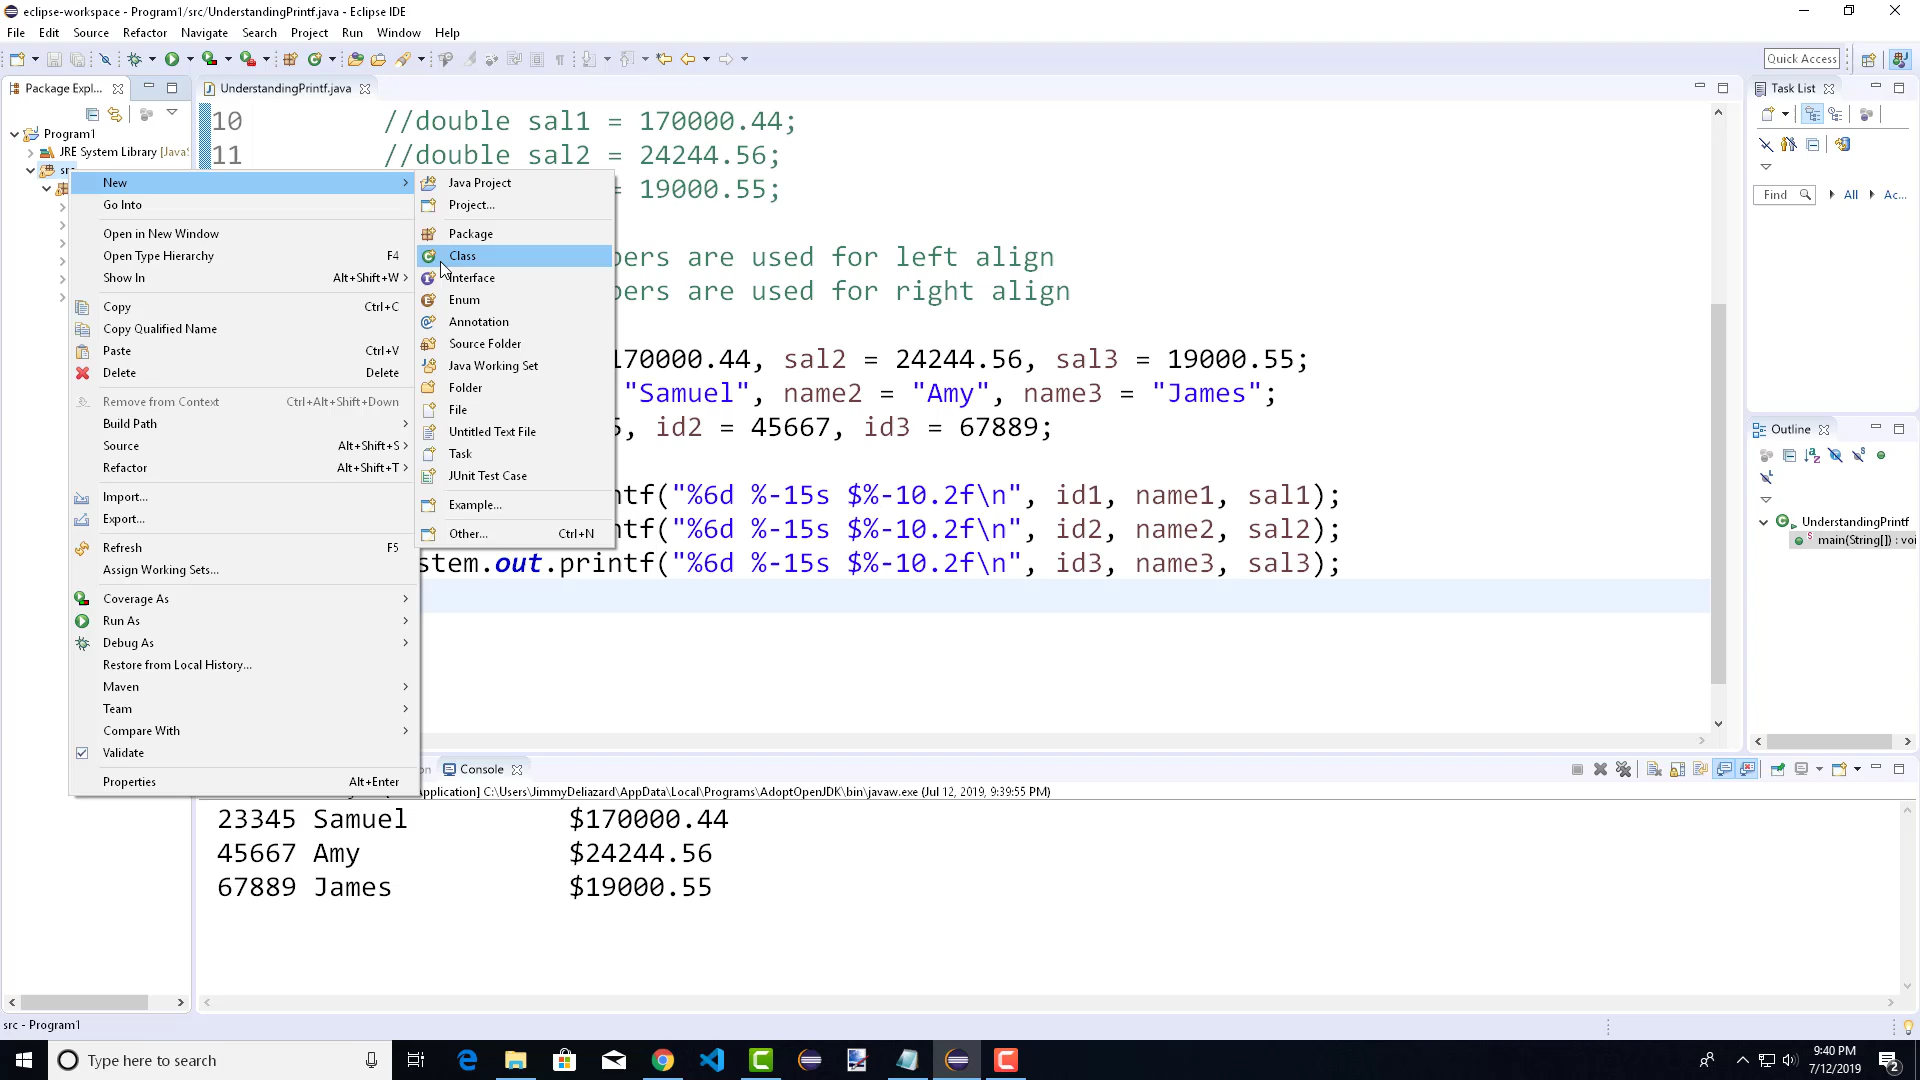 eclipse-workspace - Program1/src/UnderstandingPrintf.java - Eclipse IDE
File Edit Source Refactor Navigate Search Project Run Window Help
Quick Access
Package Expl...
UnderstandingPrintf.java
Task List
Program1
JRE System Library [Java
src
10 //double sal1 = 170000.44;
11 //double sal2 = 24244.56;
= 19000.55;
bers are used for left align
bers are used for right align
170000.44, sal2 = 24244.56, sal3 = 19000.55;
"Samuel", name2 = "Amy", name3 = "James";
5, id2 = 45667, id3 = 67889;
ntf("%6d %-15s $%-10.2f\n", id1, name1, sal1);
ntf("%6d %-15s $%-10.2f\n", id2, name2, sal2);
stem.out.printf("%6d %-15s $%-10.2f\n", id3, name3, sal3);
New
Go Into
Open in New Window
Open Type Hierarchy F4
Show In Alt+Shift+W
Copy Ctrl+C
Copy Qualified Name
Paste Ctrl+V
Delete Delete
Remove from Context Ctrl+Alt+Shift+Down
Build Path
Source Alt+Shift+S
Refactor Alt+Shift+T
Import...
Export...
Refresh F5
Assign Working Sets...
Coverage As
Run As
Debug As
Restore from Local History...
Maven
Team
Compare With
Validate
Properties Alt+Enter
Java Project
Project...
Package
Class
Interface
Enum
Annotation
Source Folder
Java Working Set
Folder
File
Untitled Text File
Task
JUnit Test Case
Example...
Other... Ctrl+N
Find All Ac...
Outline
UnderstandingPrintf
main(String[]) : voi
on Console
Application] C:\Users\JimmyDeliazard\AppData\Local\Programs\AdoptOpenJDK\bin\javaw.exe (Jul 12, 2019, 9:39:55 PM)
23345 Samuel $170000.44
45667 Amy $24244.56
67889 James $19000.55
src - Program1
Type here to search
9:40 PM
7/12/2019
2